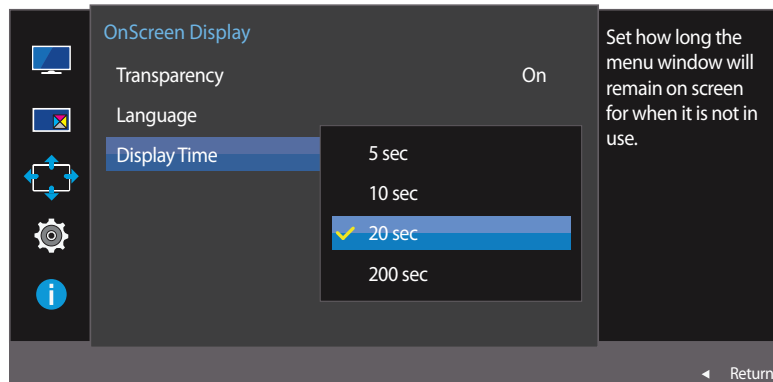 OnScreen Display
Transparency On
Language
Display Time
5 sec
10 sec
20 sec
200 sec
Set how long the
menu window will
remain on screen
for when it is not in
use.
Return